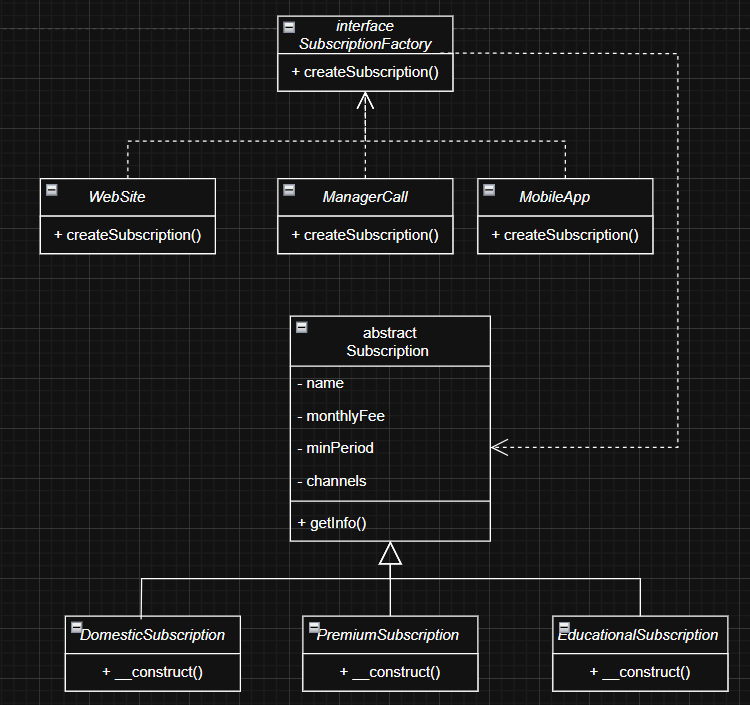 interface
SubscriptionFactory
+ createSubscription()
WebSite
+ createSubscription()
ManagerCall
+ createSubscription()
MobileApp
+ createSubscription()
abstract
Subscription
- name
- monthlyFee
- minPeriod
- channels
+ getInfo()
DomesticSubscription
+ __construct()
PremiumSubscription
+ __construct()
EducationalSubscription
+ __construct()